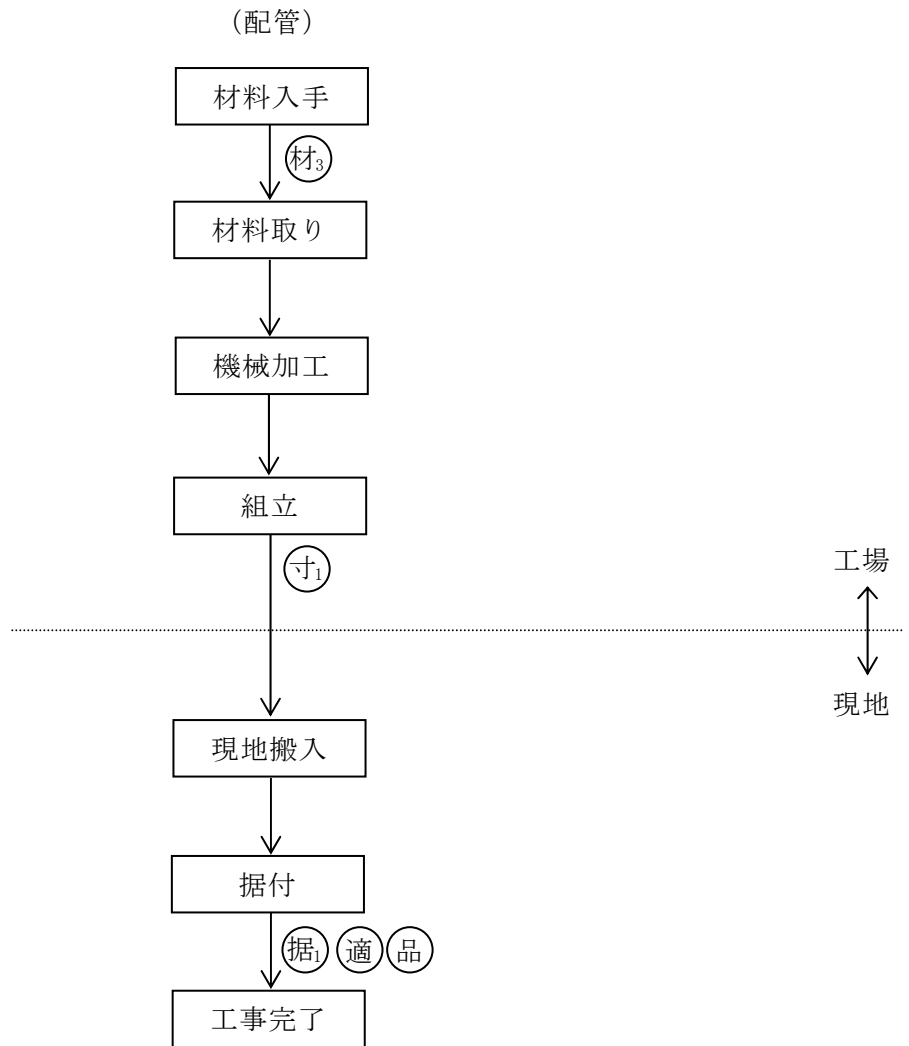 (配管)
材料入手
材₃
材料取り
機械加工
組立
寸₁
工場
現地
現地搬入
据付
据₁ 適 品
工事完了